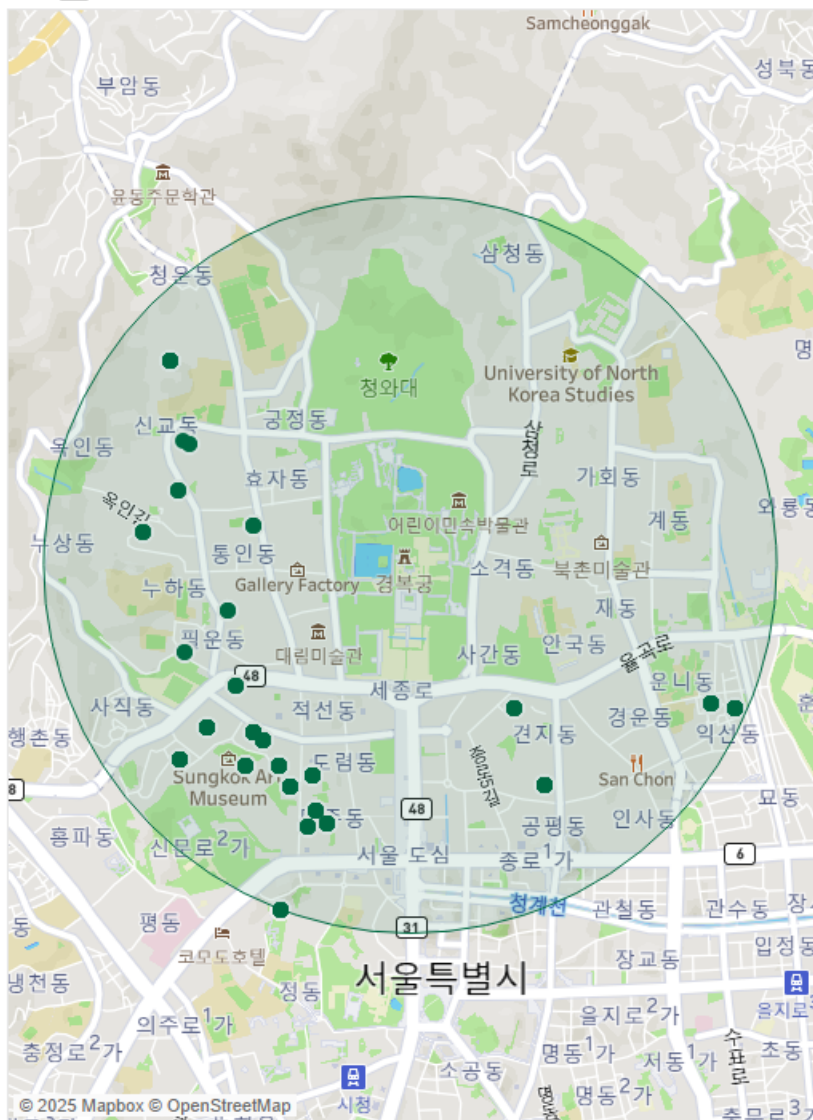 Samcheonggak
성북동
부암동
윤동주문학관
삼청동
청운동
University of North
Korea Studies
청와대
신교동
궁정동
옥인동
삼청로
효자동
가회동
옥인길
어린이민속박물관
계동
와룡동
누상동
통인동
Gallery Factory
경복궁
소격동
북촌미술관
누하동
재동
필운동
대림미술관
사간동
안국동
율곡로
48
세종로
운니동
사직동
적선동
견지동
경운동
익선동
행촌동
도렴동
Sungkok Art
Museum
San Chon
48
묘동
홍파동
공평동
인사동
신문로2가
서울 도심
종로1가
6
청계천
관철동
관수동
평동
31
입정동
코모도호텔
장교동
냉천동
서울특별시
정동
을지로2가
의주로1가
수표로
충정로2가
명동1가
저동1가
초동
소공동
명동2가
시청
© 2025 Mapbox © OpenStreetMap